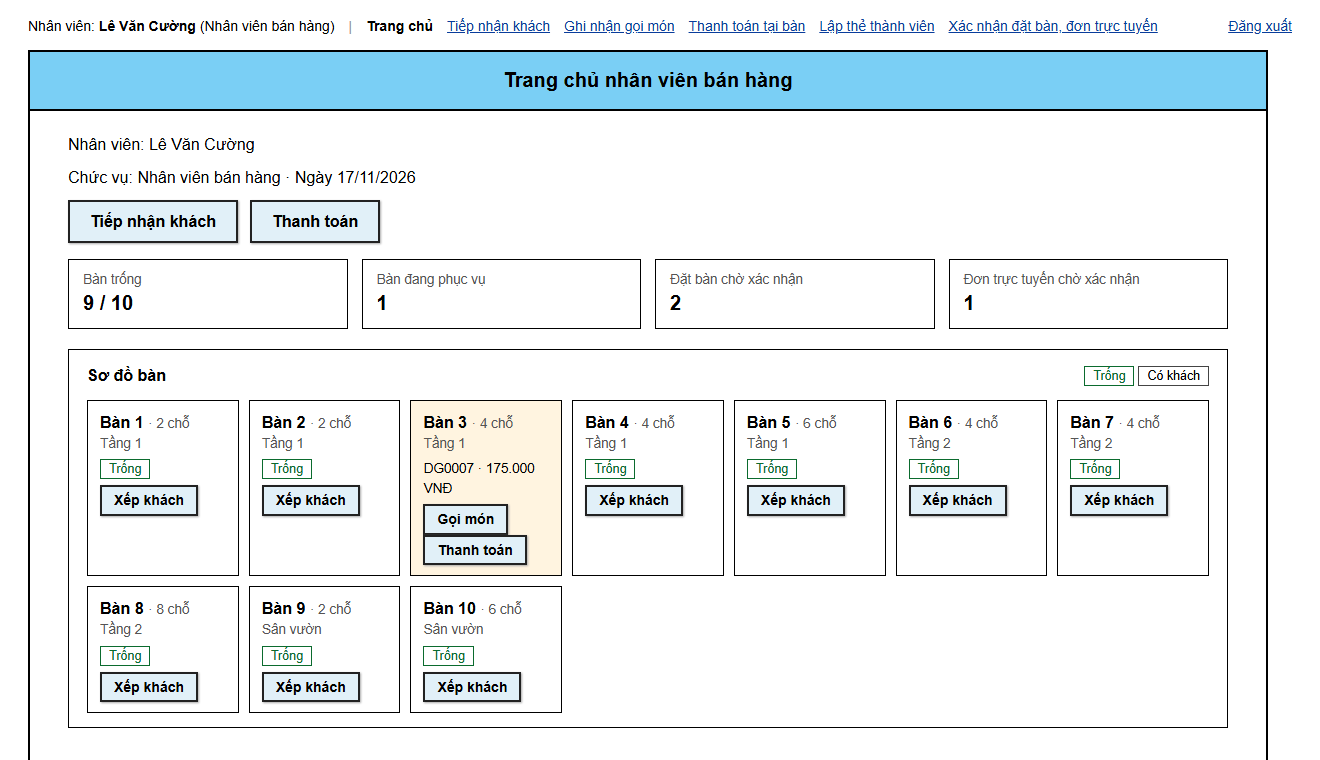 Nhân viên: Lê Văn Cường (Nhân viên bán hàng) | Trang chủ Tiếp nhận khách Ghi nhận gọi món Thanh toán tại bàn Lập thẻ thành viên Xác nhận đặt bàn, đơn trực tuyến Đăng xuất
Trang chủ nhân viên bán hàng
Nhân viên: Lê Văn Cường
Chức vụ: Nhân viên bán hàng · Ngày 17/11/2026
Tiếp nhận khách Thanh toán
Bàn trống Bàn đang phục vụ Đặt bàn chờ xác nhận Đơn trực tuyến chờ xác nhận
9 / 10 1 2 1
Sơ đồ bàn Trống Có khách
Bàn 1 · 2 chỗ
Tầng 1
Trống
Xếp khách
Bàn 2 · 2 chỗ
Tầng 1
Trống
Xếp khách
Bàn 3 · 4 chỗ
Tầng 1
DG0007 · 175.000
VNĐ
Gọi món
Thanh toán
Bàn 4 · 4 chỗ
Tầng 1
Trống
Xếp khách
Bàn 5 · 6 chỗ
Tầng 1
Trống
Xếp khách
Bàn 6 · 4 chỗ
Tầng 2
Trống
Xếp khách
Bàn 7 · 4 chỗ
Tầng 2
Trống
Xếp khách
Bàn 8 · 8 chỗ
Tầng 2
Trống
Xếp khách
Bàn 9 · 2 chỗ
Sân vườn
Trống
Xếp khách
Bàn 10 · 6 chỗ
Sân vườn
Trống
Xếp khách